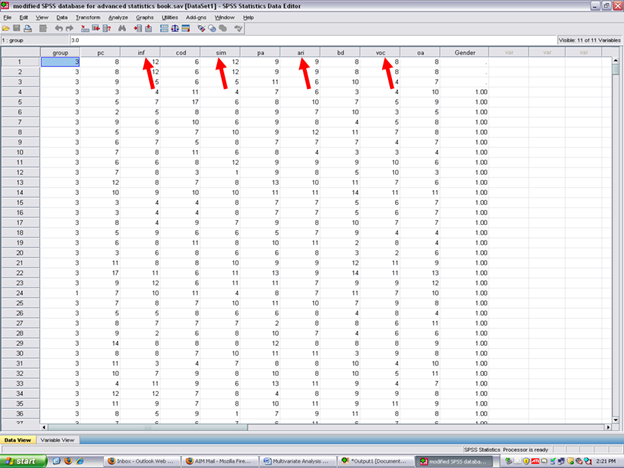 modified SPSS database for advanced statistics book.sav [DataSet1] - SPSS Statistics Data Editor
File Edit View Data Transform Analyze Graphs Utilities Add-ons Window Help
1 : group 3.0 Visible: 11 of 11 Variables
group pc inf cod sim pa ari bd voc oa Gender var var var
1 3 8 12 6 12 9 9 8 8 8 .
2 3 8 12 6 12 9 9 8 8 8 .
3 3 9 5 6 5 11 6 10 4 7 .
4 3 3 4 11 4 7 6 3 4 10 1.00
5 3 5 7 17 6 8 10 7 5 9 1.00
6 3 2 5 8 8 9 7 10 3 5 1.00
7 3 9 6 10 6 9 8 4 5 8 1.00
8 3 5 9 7 10 9 12 11 7 8 1.00
9 3 6 7 5 8 7 7 7 4 7 1.00
10 3 7 8 11 6 8 4 3 3 4 1.00
11 3 6 6 8 12 9 9 9 10 6 1.00
12 3 7 8 3 1 9 8 5 10 3 1.00
13 3 12 8 7 8 13 10 11 7 6 1.00
14 3 10 9 10 10 11 11 14 11 11 1.00
15 3 3 4 4 8 7 7 5 6 7 1.00
16 3 3 4 4 8 7 7 5 6 7 1.00
17 3 8 4 9 7 9 8 10 7 7 1.00
18 3 5 9 6 6 5 7 9 4 4 1.00
19 3 6 8 11 8 10 11 2 8 4 1.00
20 3 3 6 8 6 6 8 3 2 6 1.00
21 3 11 8 8 10 9 9 12 11 9 1.00
22 3 17 11 6 11 13 9 14 11 13 1.00
23 3 9 12 6 11 11 7 9 9 12 1.00
24 1 7 10 11 4 8 7 11 7 10 1.00
25 3 7 8 7 10 11 10 7 9 8 1.00
26 3 5 5 8 6 6 8 4 8 4 1.00
27 3 8 7 7 7 2 8 8 6 11 1.00
28 3 9 2 6 8 10 7 4 6 6 1.00
29 3 14 8 8 8 12 8 8 8 9 1.00
30 3 8 8 7 10 11 11 3 9 8 1.00
31 3 11 3 4 7 8 8 10 4 10 1.00
32 3 10 7 9 8 10 7 9 5 11 1.00
33 3 4 11 9 6 13 11 9 4 7 1.00
34 3 12 12 7 8 4 9 9 9 8 1.00
35 3 11 9 7 8 10 11 9 11 9 1.00
36 3 8 5 9 1 7 9 11 8 8 1.00
Data View Variable View
SPSS Statistics Processor is ready
start Inbox - Outlook Web ... AIM Mail - Mozilla Fire... Multivariate Analysis ... *Output1 [Documen... modified SPSS databa... 2:21 PM